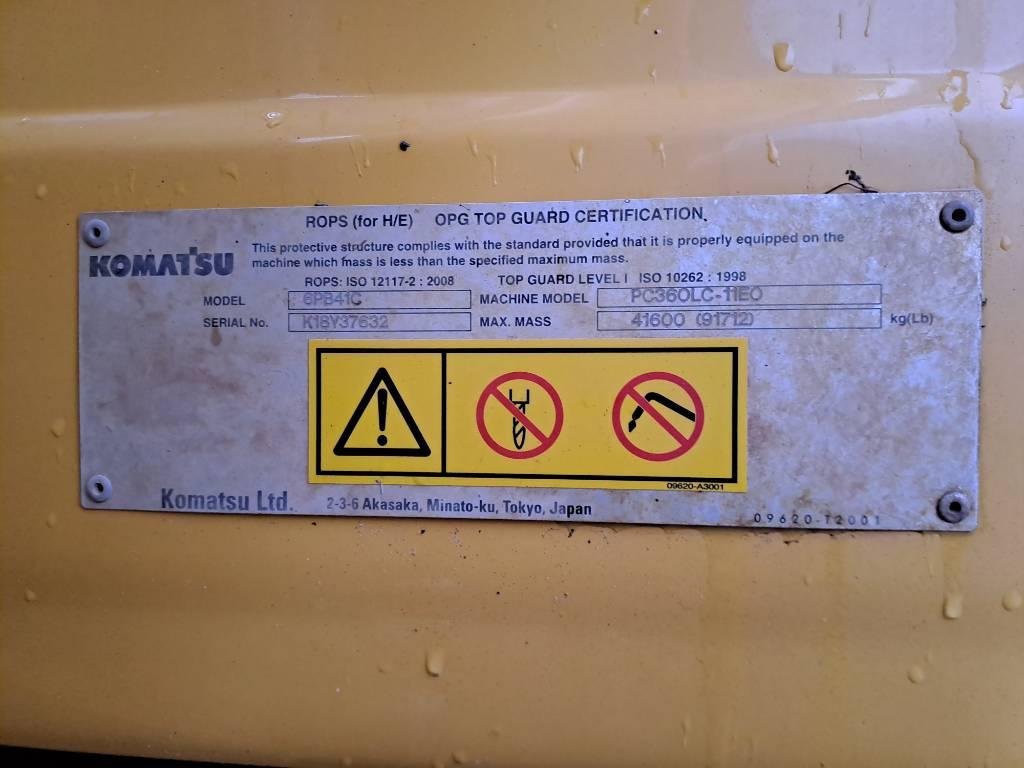 ROPS (for H/E) OPG TOP GUARD CERTIFICATION.
KOMATSU
This protective structure complies with the standard provided that it is properly equipped on the
machine which mass is less than the specified maximum mass.
ROPS: ISO 12117-2 : 2008 TOP GUARD LEVEL I ISO 10262 : 1998
MODEL 6PB41C MACHINE MODEL PC360LC-11E0
SERIAL No. K18Y37632 MAX. MASS 41600 (91712) kg(Lb)
09620-A3001
Komatsu Ltd. 2-3-6 Akasaka, Minato-ku, Tokyo, Japan
09620-T2001